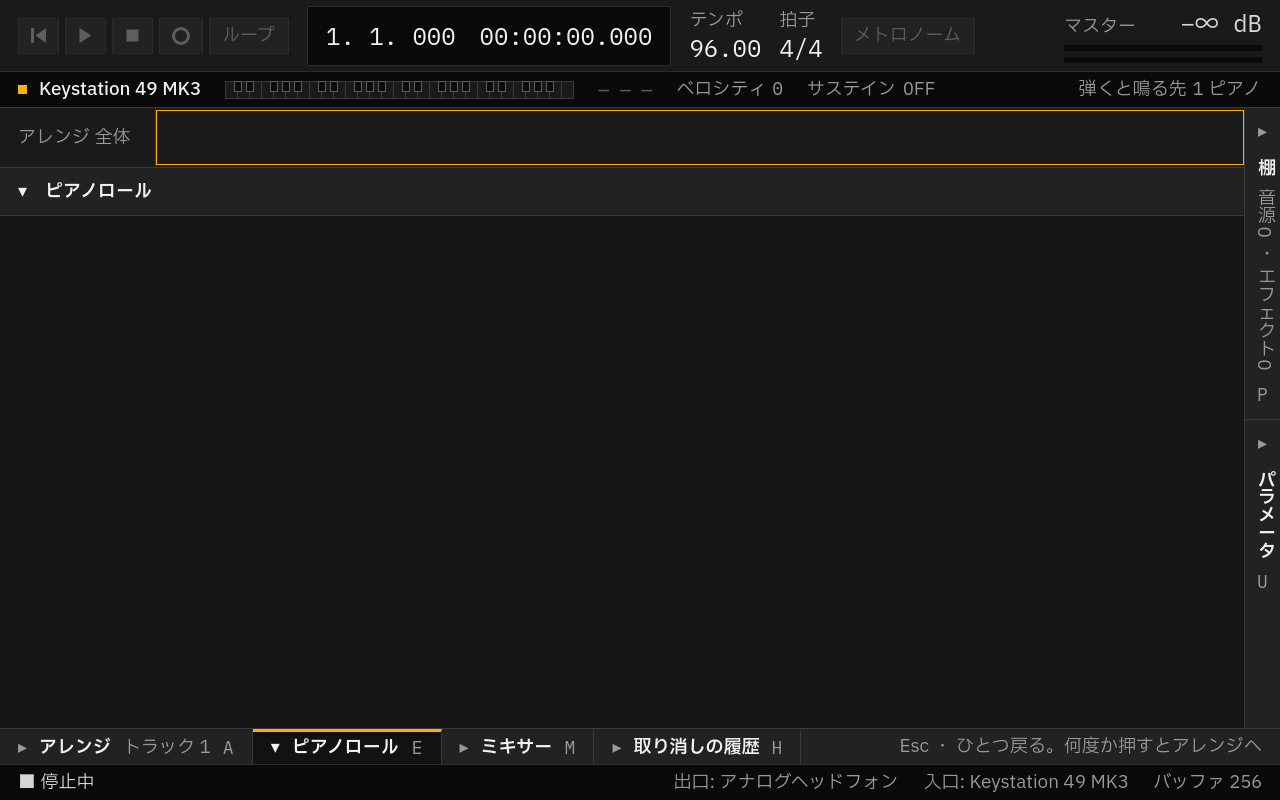 ループ
1. 1. 000 00:00:00.000
テンポ 96.00
拍子 4/4
メトロノーム
マスター −∞ dB
Keystation 49 MK3 — — — ベロシティ 0 サステイン OFF 弾くと鳴る先 1 ピアノ
アレンジ 全体
▼ ピアノロール
▶ 棚 音源0 · エフェクト0 P
▶ パラメータ U
▶ アレンジ トラック 1 A ▼ ピアノロール E ▶ ミキサー M ▶ 取り消しの履歴 H Esc · ひとつ戻る。何度か押すとアレンジへ
■ 停止中 出口: アナログヘッドフォン 入口: Keystation 49 MK3 バッファ 256